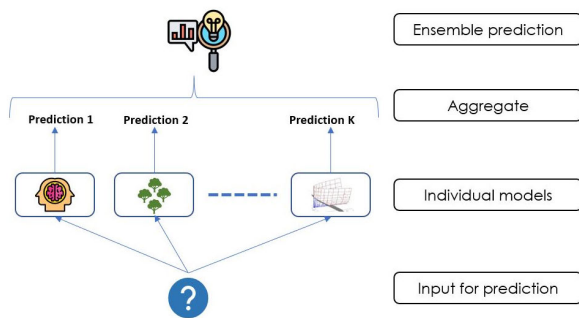 Ensemble prediction
Aggregate
Prediction 1 Prediction 2 Prediction K
Individual models
?
Input for prediction